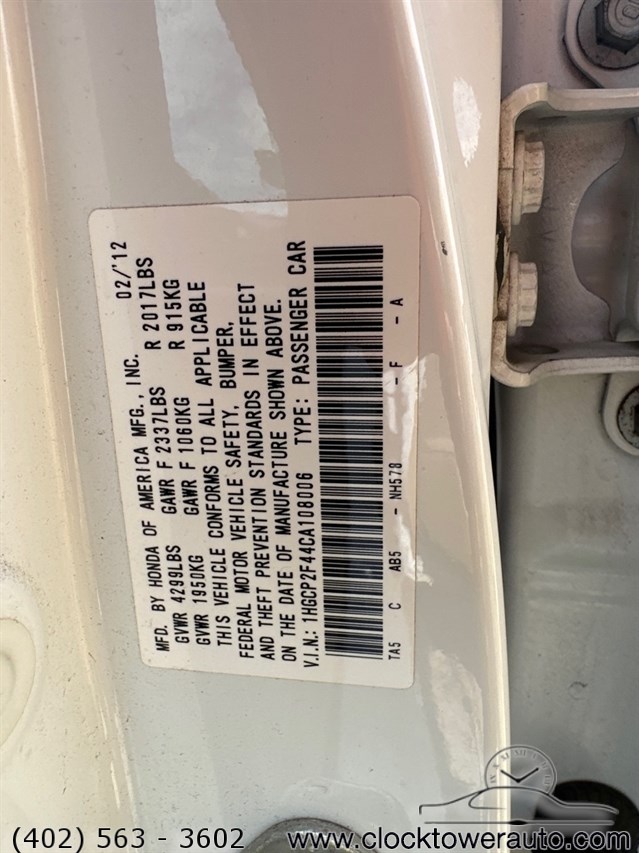 MFD. BY HONDA OF AMERICA MFG., INC. 02/'12
GVWR 4299LBS GAWR F 2337LBS R 2017LBS
GVWR 1950KG GAWR F 1060KG R 915KG
THIS VEHICLE CONFORMS TO ALL APPLICABLE
FEDERAL MOTOR VEHICLE SAFETY, BUMPER,
AND THEFT PREVENTION STANDARDS IN EFFECT
ON THE DATE OF MANUFACTURE SHOWN ABOVE.
V.I.N.: 1HGCP2F44CA108006 TYPE: PASSENGER CAR
TA5 C AB5 - NH578 - F - A
(402) 563 - 3602 www.clocktowerauto.com